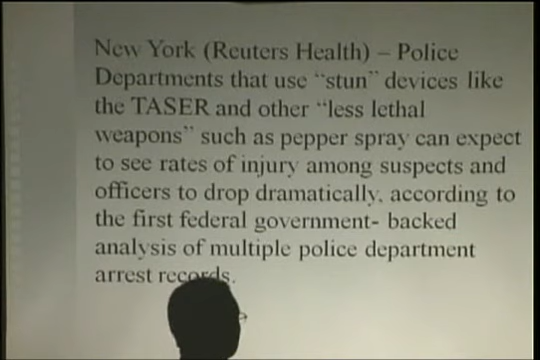 New York (Reuters Health) – Police
Departments that use "stun" devices like
the TASER and other "less lethal
weapons" such as pepper spray can expect
to see rates of injury among suspects and
officers to drop dramatically, according to
the first federal government- backed
analysis of multiple police department
arrest records.